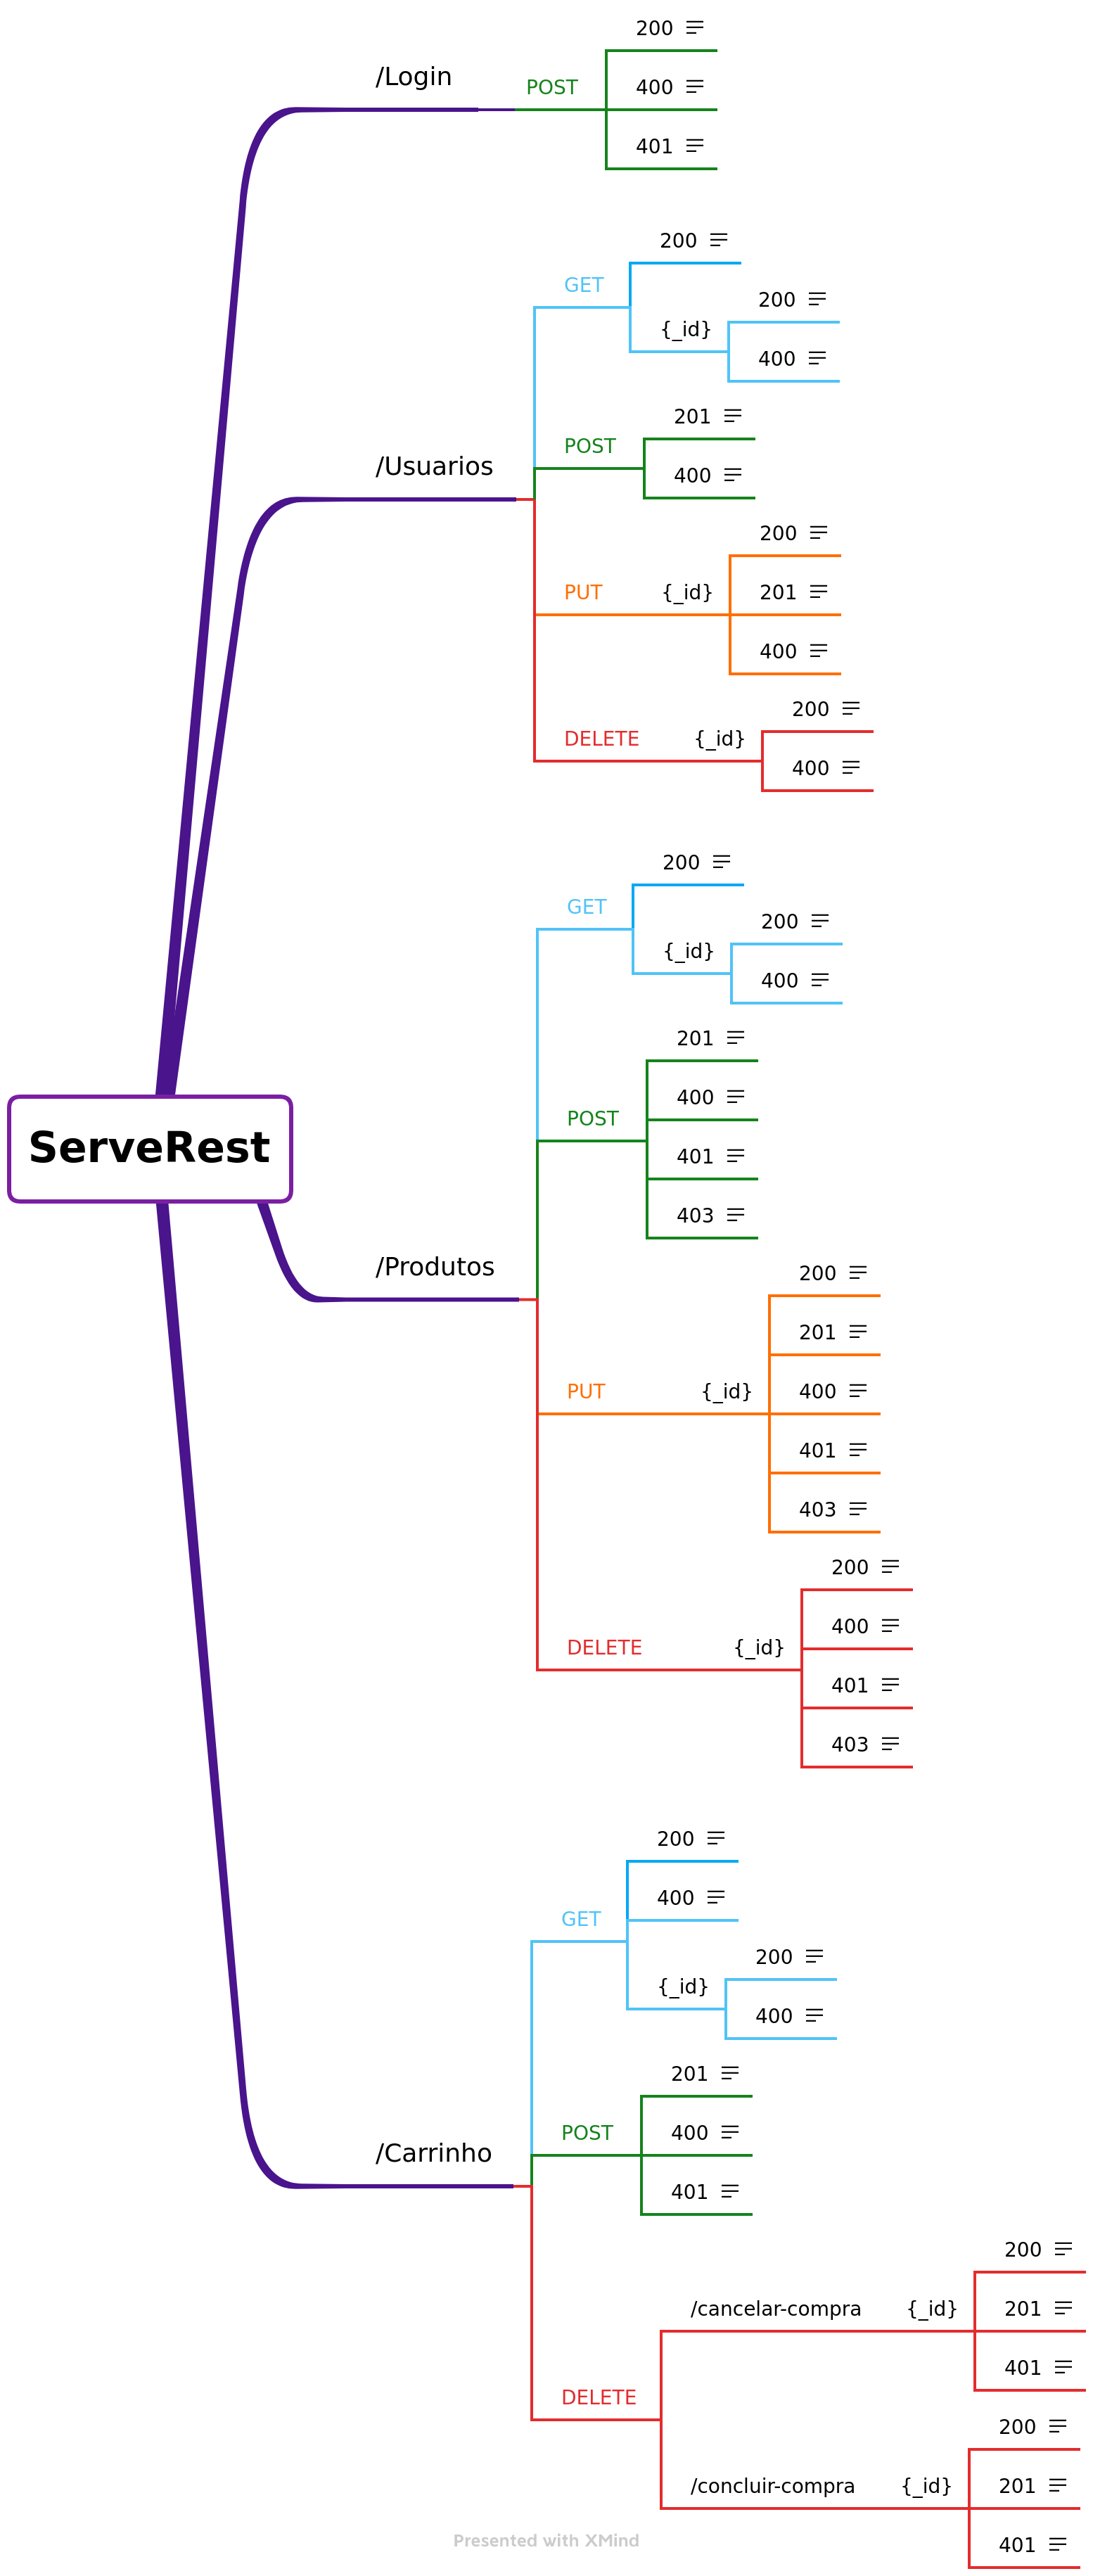 ServeRest
/Login
POST
200
400
401
/Usuarios
GET
200
{_id}
200
400
POST
201
400
PUT
{_id}
200
201
400
DELETE
{_id}
200
400
/Produtos
GET
200
{_id}
200
400
POST
201
400
401
403
PUT
{_id}
200
201
400
401
403
DELETE
{_id}
200
400
401
403
/Carrinho
GET
200
400
{_id}
200
400
POST
201
400
401
DELETE
/cancelar-compra
{_id}
200
201
401
/concluir-compra
{_id}
200
201
401
Presented with XMind